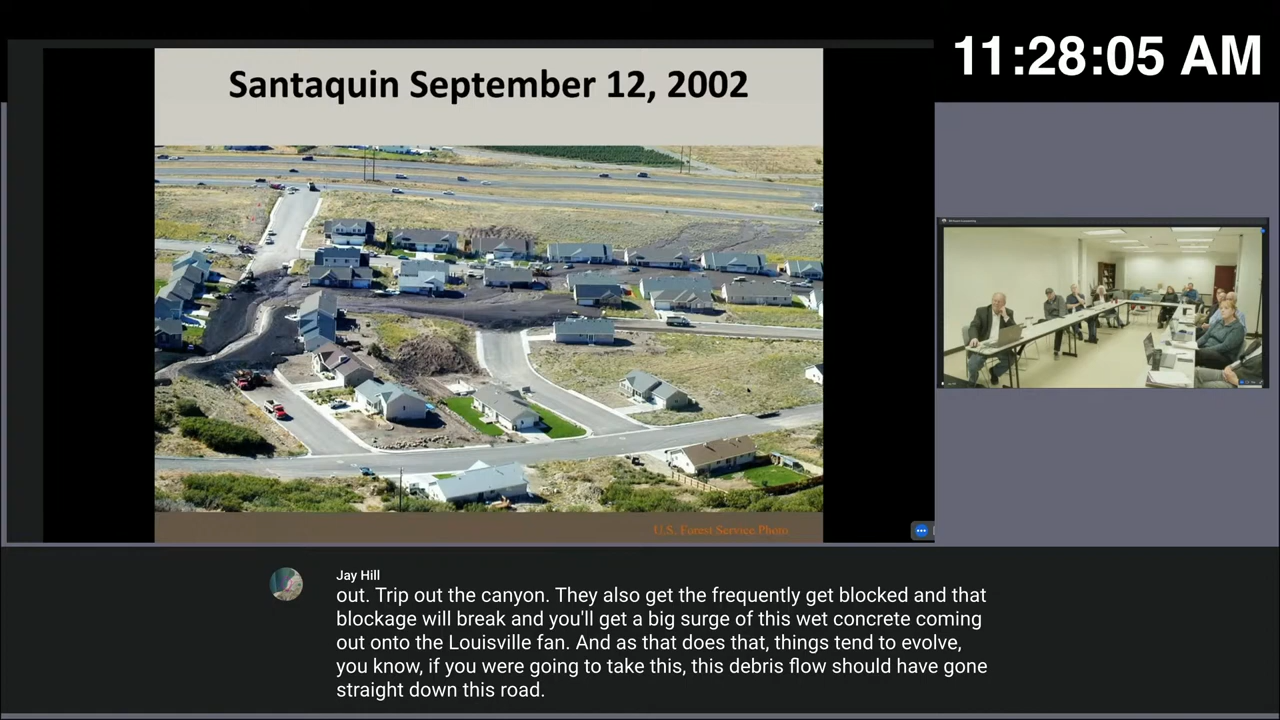 11:28:05 AM
Santaquin September 12, 2002
U.S. Forest Service Photo
Jay Hill
out. Trip out the canyon. They also get the frequently get blocked and that
blockage will break and you'll get a big surge of this wet concrete coming
out onto the Louisville fan. And as that does that, things tend to evolve,
you know, if you were going to take this, this debris flow should have gone
straight down this road.